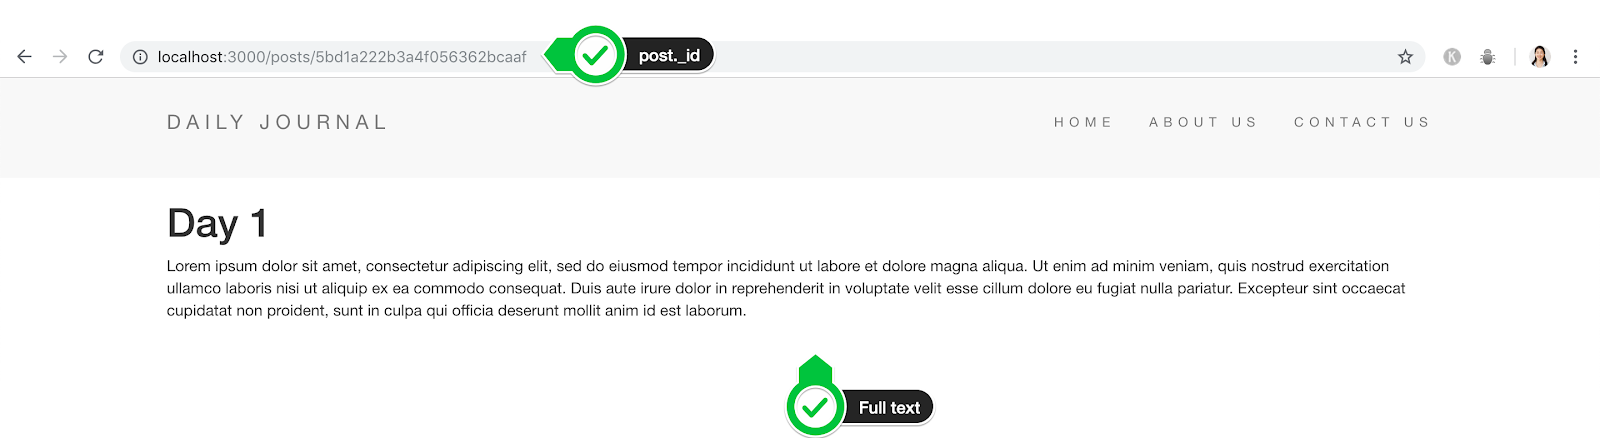 localhost:3000/posts/5bd1a222b3a4f056362bcaaf
post._id
K
DAILY JOURNAL
HOME ABOUT US CONTACT US
Day 1
Lorem ipsum dolor sit amet, consectetur adipiscing elit, sed do eiusmod tempor incididunt ut labore et dolore magna aliqua. Ut enim ad minim veniam, quis nostrud exercitation
ullamco laboris nisi ut aliquip ex ea commodo consequat. Duis aute irure dolor in reprehenderit in voluptate velit esse cillum dolore eu fugiat nulla pariatur. Excepteur sint occaecat
cupidatat non proident, sunt in culpa qui officia deserunt mollit anim id est laborum.
Full text